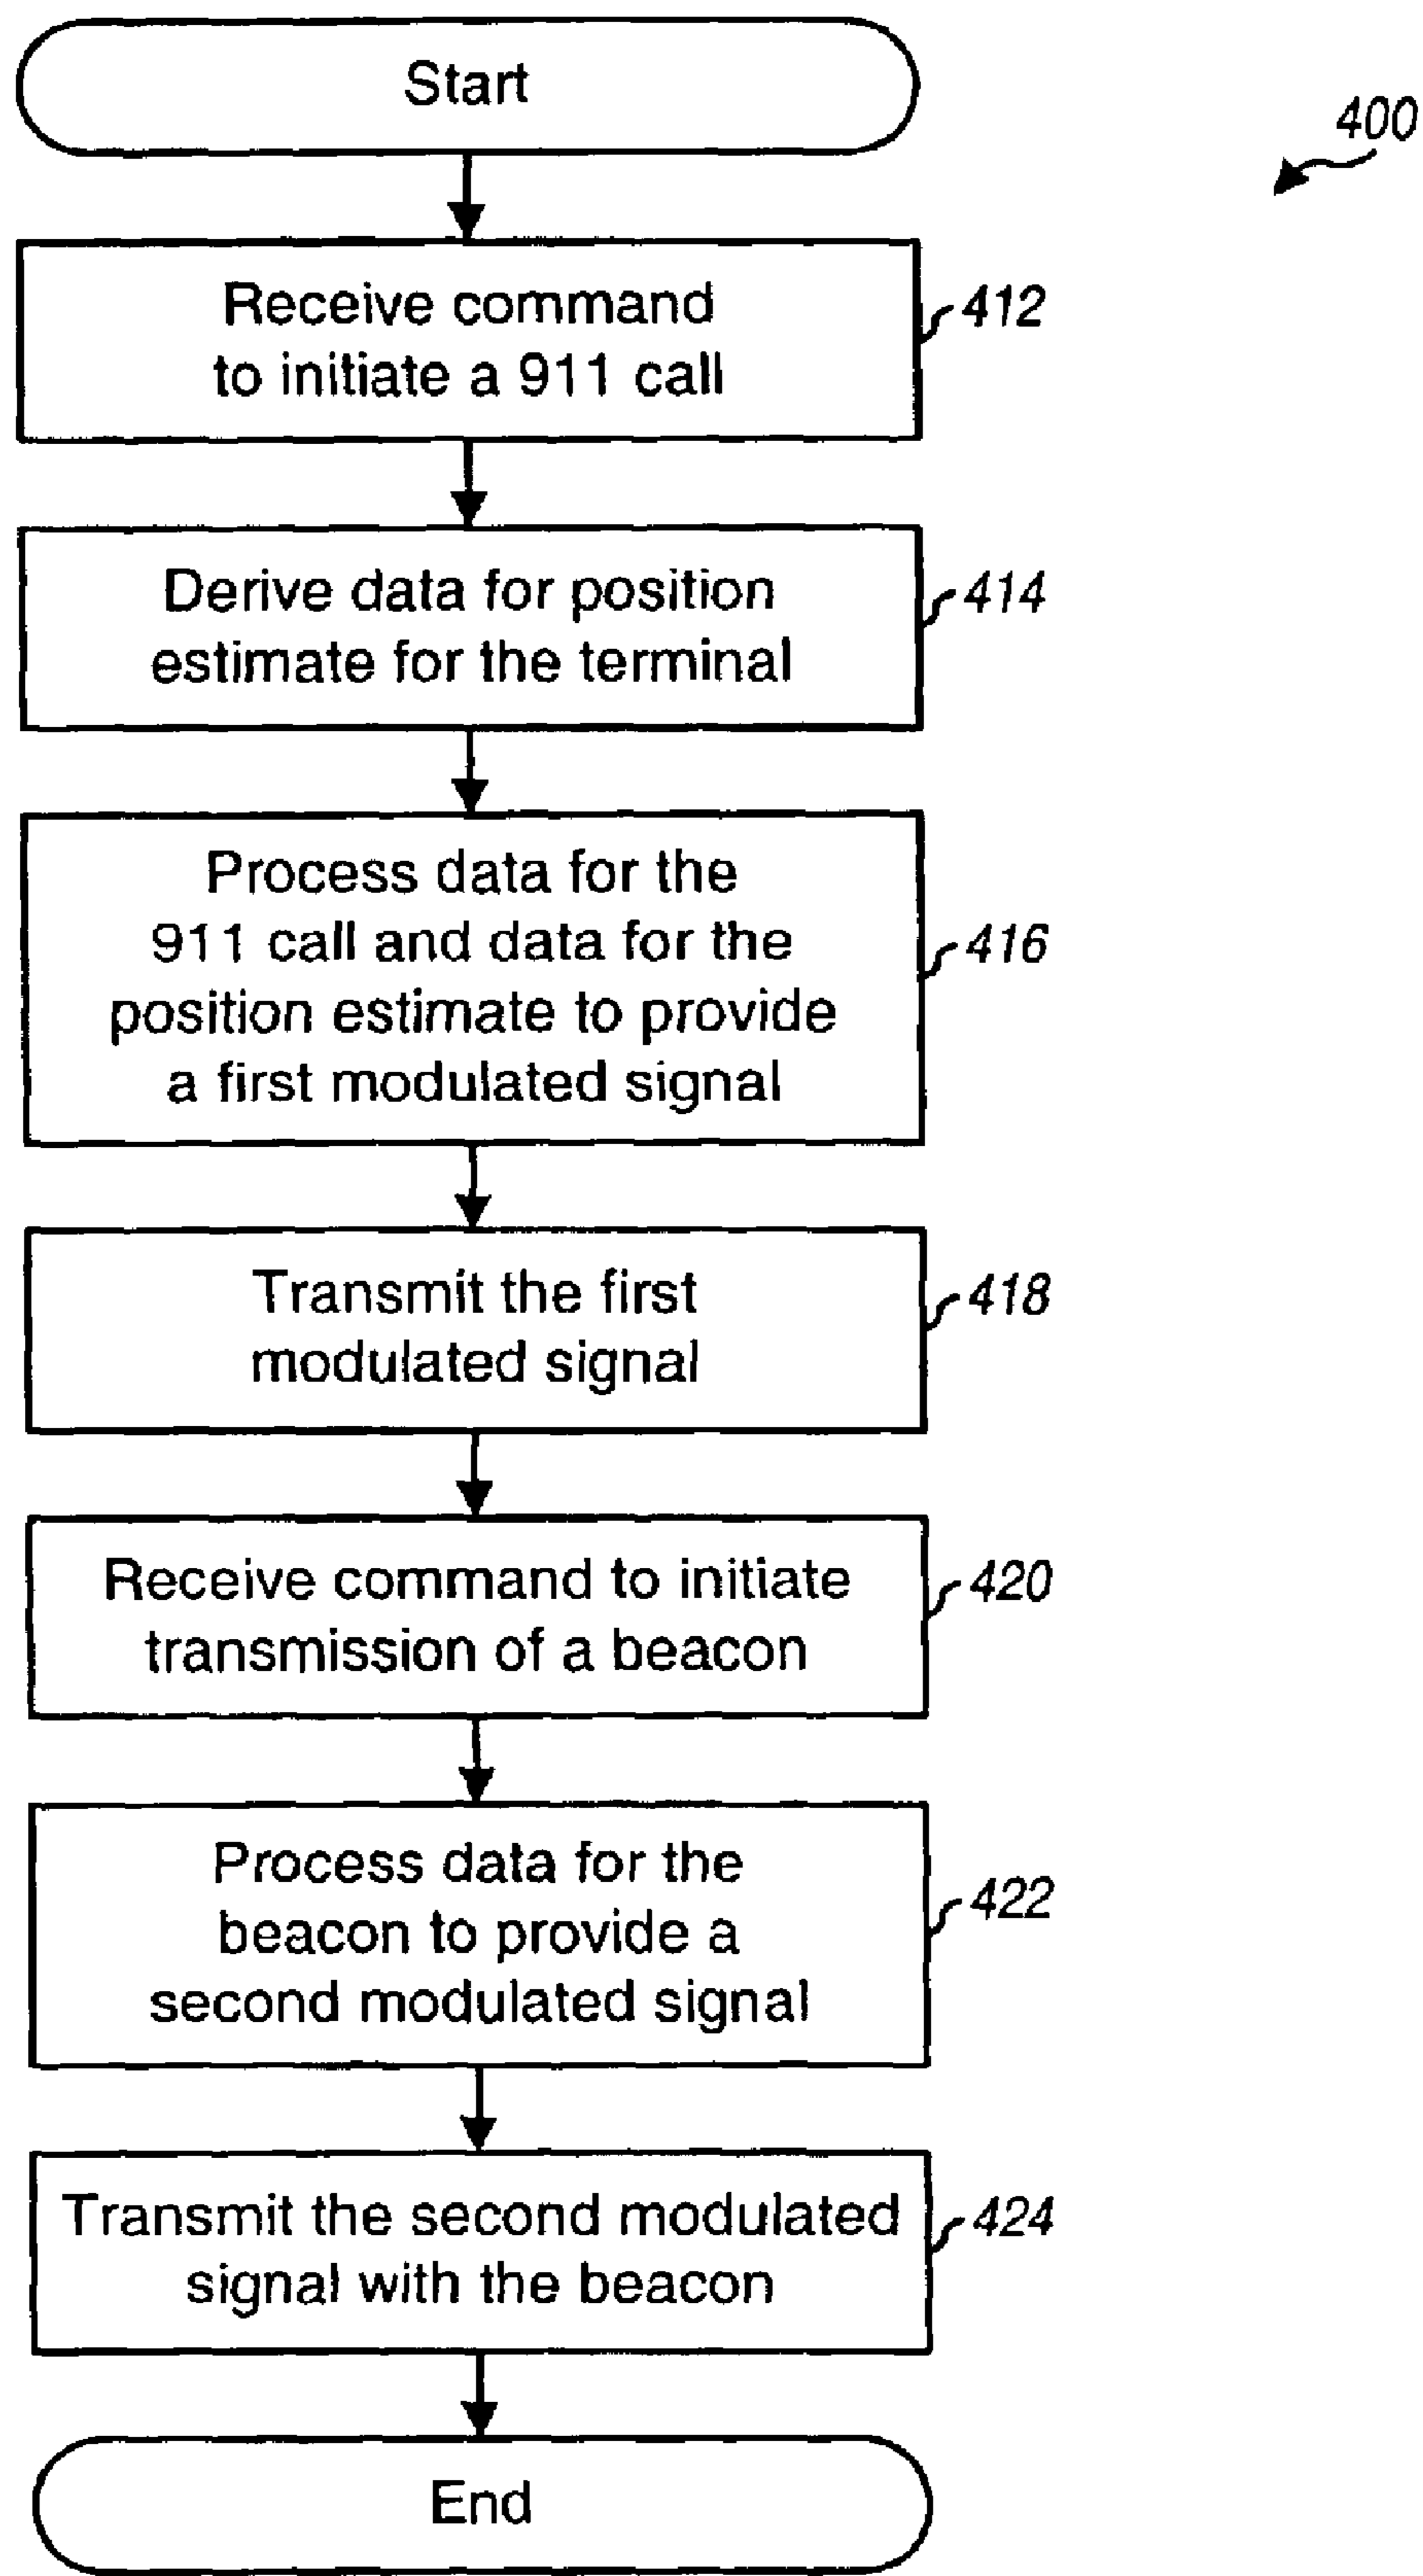 Start
400
Receive command
to initiate a 911 call
412
Derive data for position
estimate for the terminal
414
Process data for the
911 call and data for the
position estimate to provide
a first modulated signal
416
Transmit the first
modulated signal
418
Receive command to initiate
transmission of a beacon
420
Process data for the
beacon to provide a
second modulated signal
422
Transmit the second modulated
signal with the beacon
424
End